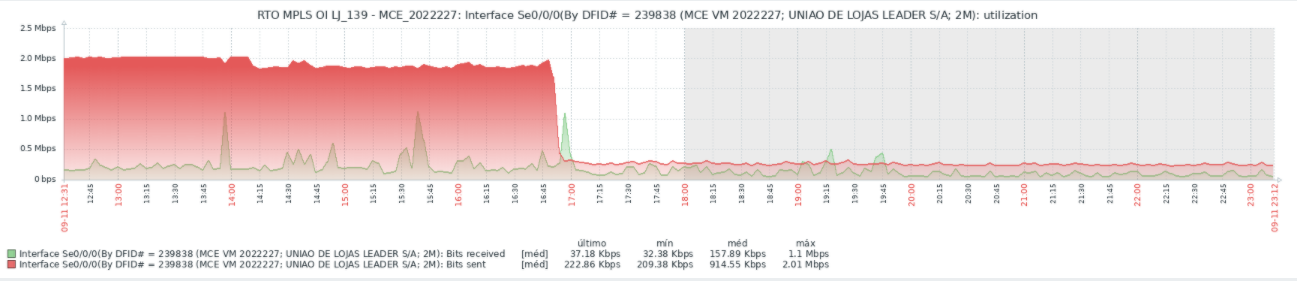 RTO MPLS OI LJ_139 - MCE_2022227: Interface Se0/0/0(By DFID# = 239838 (MCE VM 2022227; UNIAO DE LOJAS LEADER S/A; 2M): utilization
2.5 Mbps
2.0 Mbps
1.5 Mbps
1.0 Mbps
0.5 Mbps
0 bps
09-11 12:31 12:45 13:00 13:15 13:30 13:45 14:00 14:15 14:30 14:45 15:00 15:15 15:30 15:45 16:00 16:15 16:30 16:45 17:00 17:15 17:30 17:45 18:00 18:15 18:30 18:45 19:00 19:15 19:30 19:45 20:00 20:15 20:30 20:45 21:00 21:15 21:30 21:45 22:00 22:15 22:30 22:45 23:00 09-11 23:12
último mín méd máx
Interface Se0/0/0(By DFID# = 239838 (MCE VM 2022227; UNIAO DE LOJAS LEADER S/A; 2M): Bits received [méd] 37.18 Kbps 32.38 Kbps 157.89 Kbps 1.1 Mbps
Interface Se0/0/0(By DFID# = 239838 (MCE VM 2022227; UNIAO DE LOJAS LEADER S/A; 2M): Bits sent [méd] 222.86 Kbps 209.38 Kbps 914.55 Kbps 2.01 Mbps